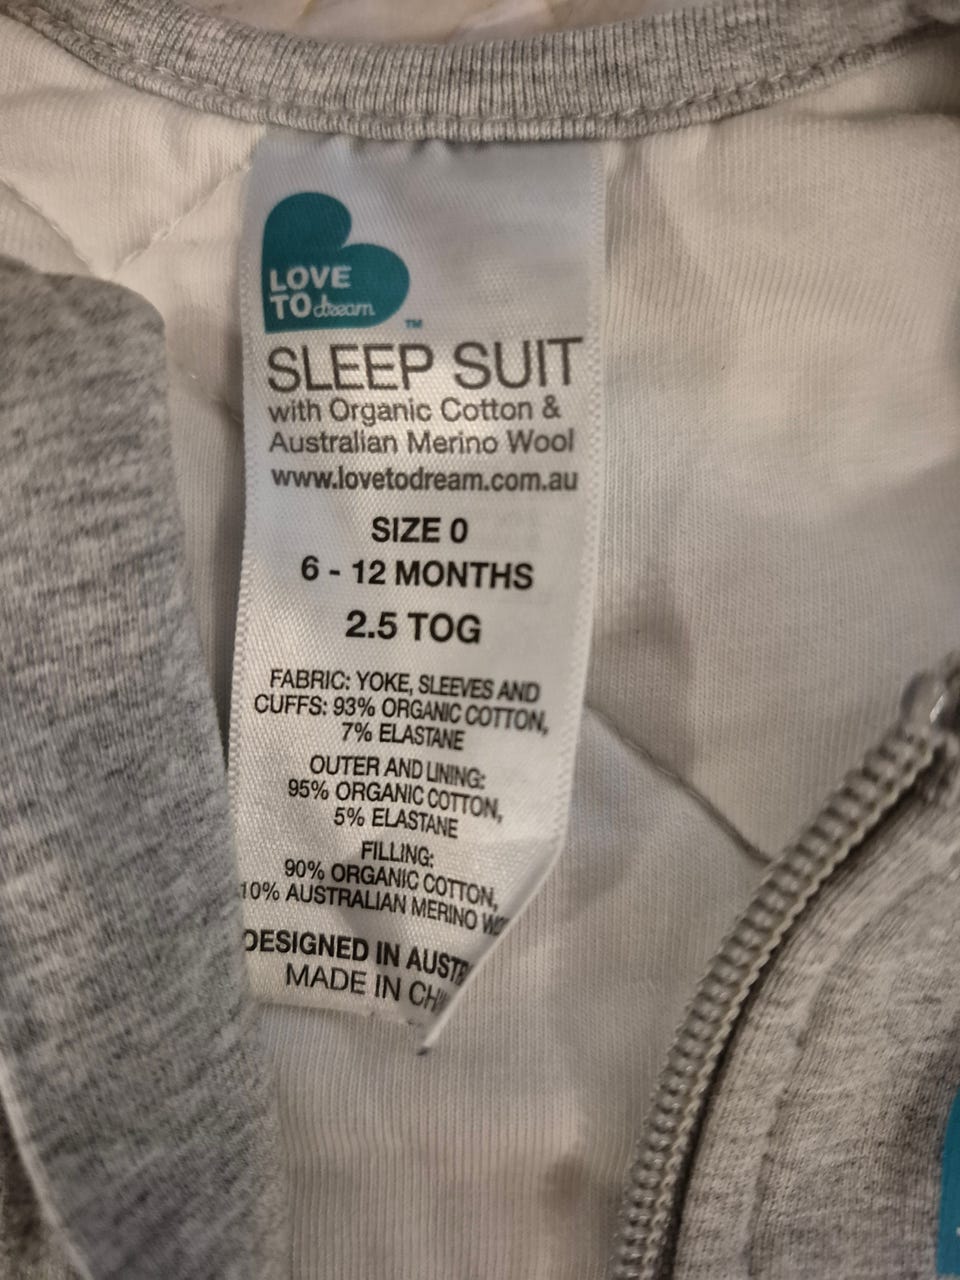 LOVE
TO dream
™
SLEEP SUIT
with Organic Cotton &
Australian Merino Wool
www.lovetodream.com.au
SIZE 0
6 - 12 MONTHS
2.5 TOG
FABRIC: YOKE, SLEEVES AND
CUFFS: 93% ORGANIC COTTON,
7% ELASTANE
OUTER AND LINING:
95% ORGANIC COTTON,
5% ELASTANE
FILLING:
90% ORGANIC COTTON,
10% AUSTRALIAN MERINO
DESIGNED IN
MADE IN